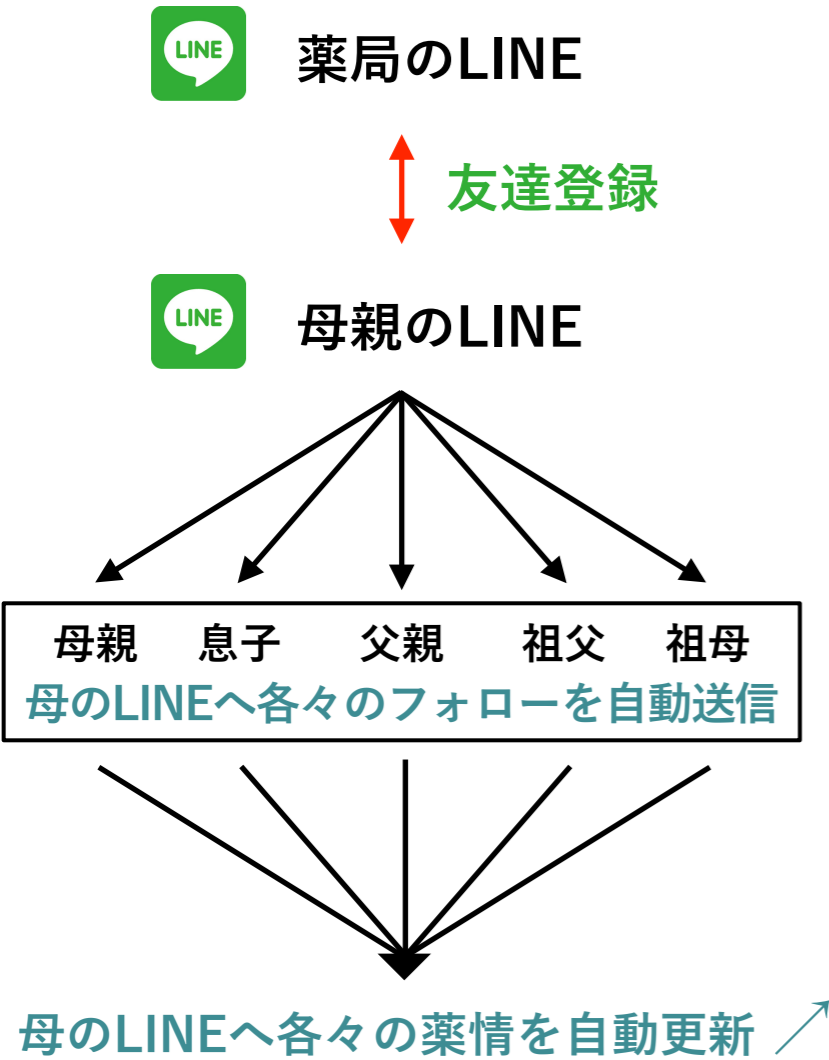 LINE
薬局のLINE
友達登録
LINE
母親のLINE
母親 息子 父親 祖父 祖母
母のLINEへ各々のフォローを自動送信
母のLINEへ各々の薬情を自動更新